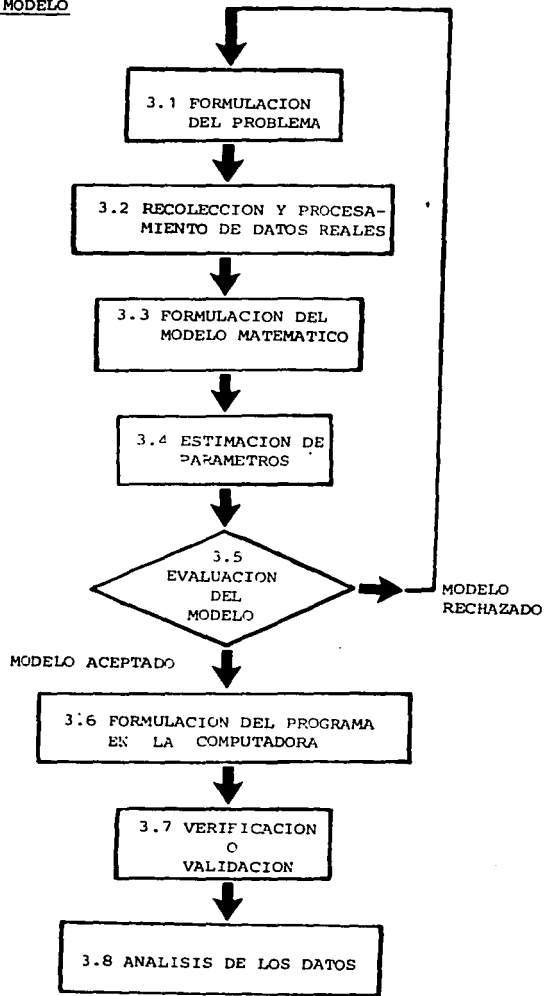 MODELO
3.1 FORMULACION
DEL PROBLEMA
3.2 RECOLECCION Y PROCESA-
MIENTO DE DATOS REALES
3.3 FORMULACION DEL
MODELO MATEMATICO
3.4 ESTIMACION DE
PARAMETROS
3.5
EVALUACION
DEL
MODELO
MODELO
RECHAZADO
MODELO ACEPTADO
3.6 FORMULACION DEL PROGRAMA
EN LA COMPUTADORA
3.7 VERIFICACION
O
VALIDACION
3.8 ANALISIS DE LOS DATOS